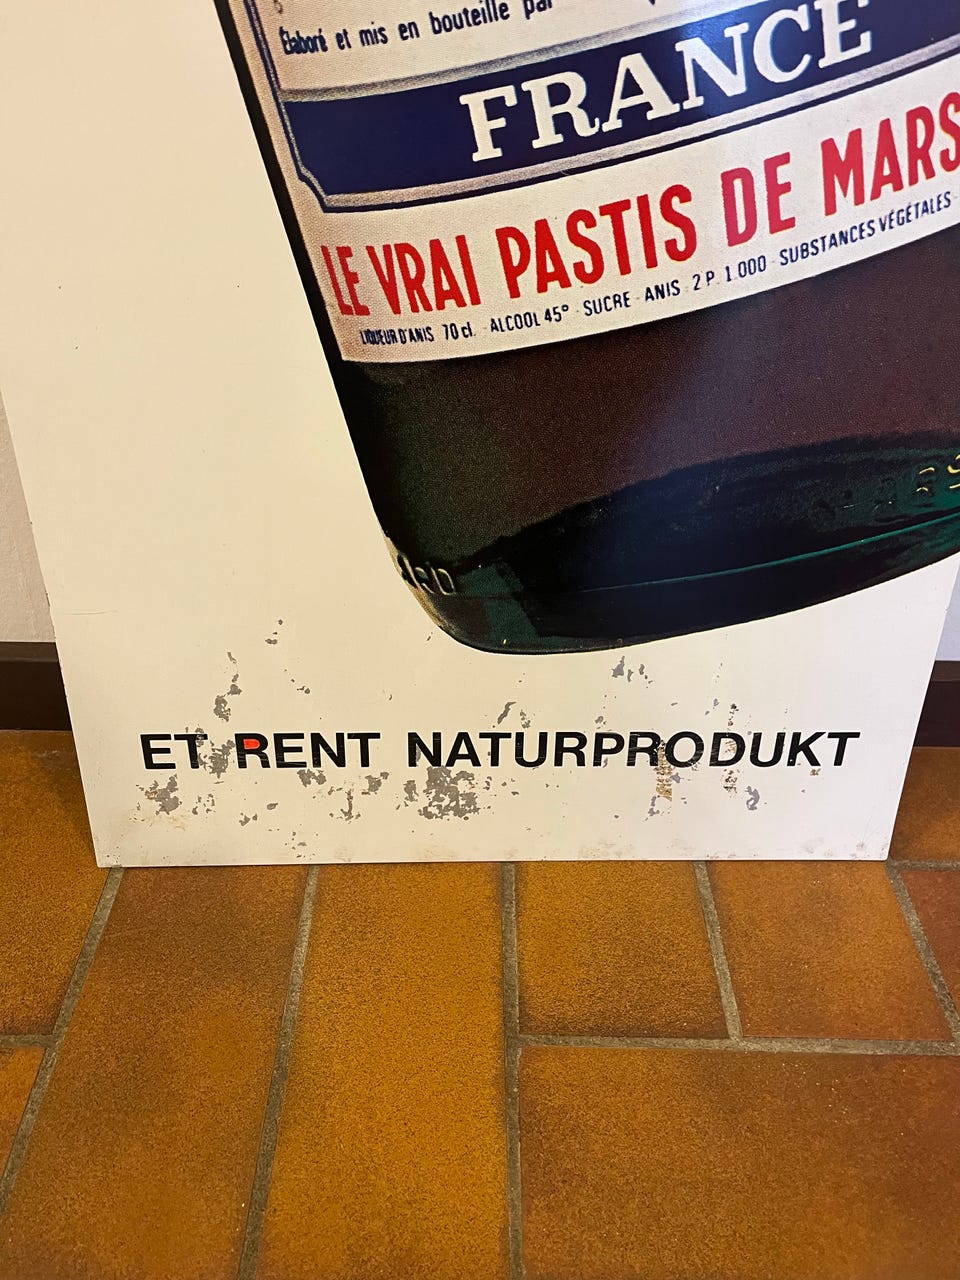 Élaboré et mis en bouteille par
FRANCE
LE VRAI PASTIS DE MARS
LIQUEUR D'ANIS 70 cl. - ALCOOL 45° - SUCRE - ANIS - 2 P. 1.000 - SUBSTANCES VÉGÉTALES -
ET RENT NATURPRODUKT